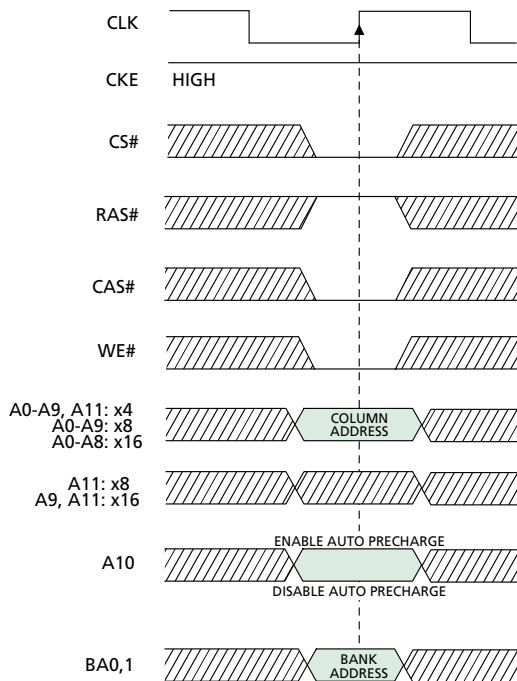 CLK
CKE HIGH
CS#
RAS#
CAS#
WE#
A0-A9, A11: x4
A0-A9: x8
A0-A8: x16
COLUMN
ADDRESS
A11: x8
A9, A11: x16
ENABLE AUTO PRECHARGE
A10
DISABLE AUTO PRECHARGE
BA0,1
BANK
ADDRESS